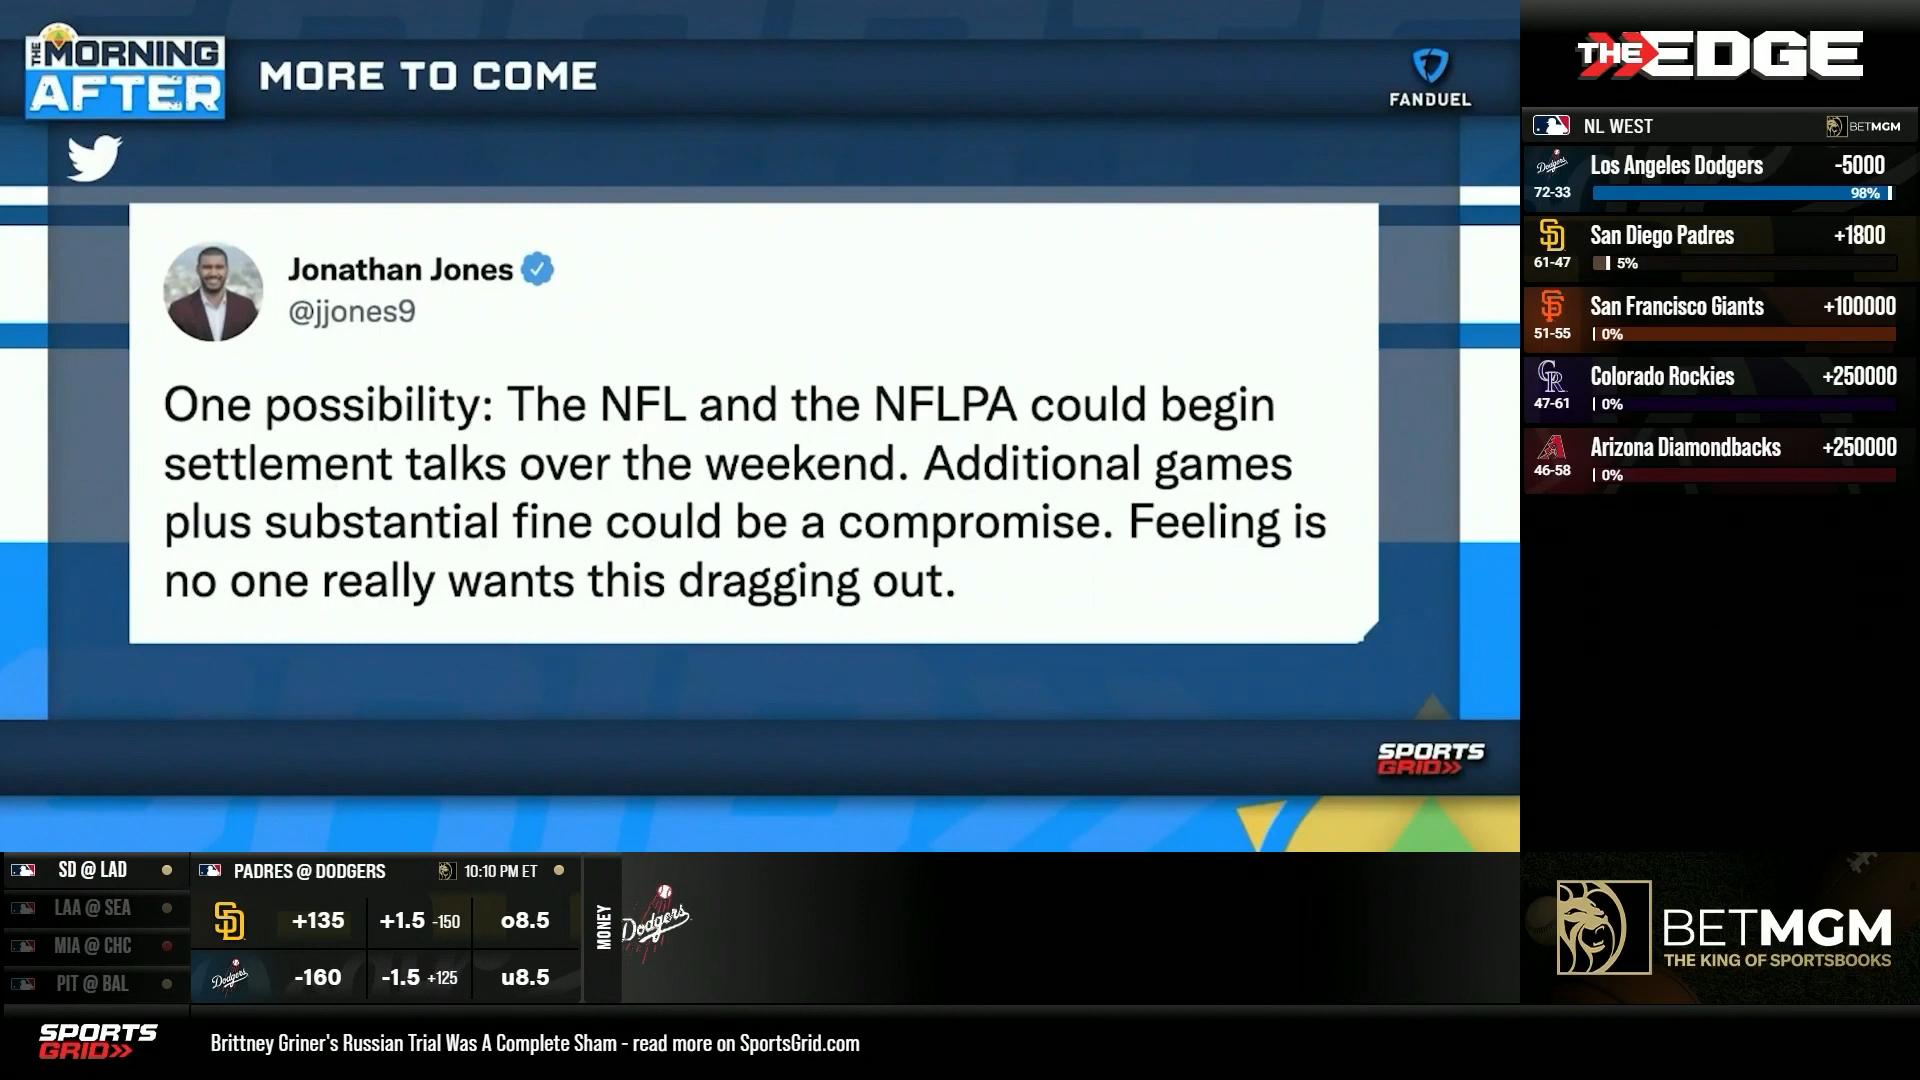 THE MORNING AFTER
MORE TO COME
FANDUEL
Jonathan Jones
@jjones9
One possibility: The NFL and the NFLPA could begin
settlement talks over the weekend. Additional games
plus substantial fine could be a compromise. Feeling is
no one really wants this dragging out.
SPORTS
GRID
THE EDGE
NL WEST
BETMGM
Dodgers
Los Angeles Dodgers
-5000
72-33
98%
SD
San Diego Padres
+1800
61-47
5%
SF
San Francisco Giants
+100000
51-55
0%
CR
Colorado Rockies
+250000
47-61
0%
A
Arizona Diamondbacks
+250000
46-58
0%
SD @ LAD
LAA @ SEA
MIA @ CHC
PIT @ BAL
PADRES @ DODGERS
10:10 PM ET
SD
+135
+1.5 -150
o8.5
Dodgers
-160
-1.5 +125
u8.5
MONEY
Dodgers
BETMGM
THE KING OF SPORTSBOOKS
SPORTS
GRID
Brittney Griner's Russian Trial Was A Complete Sham - read more on SportsGrid.com